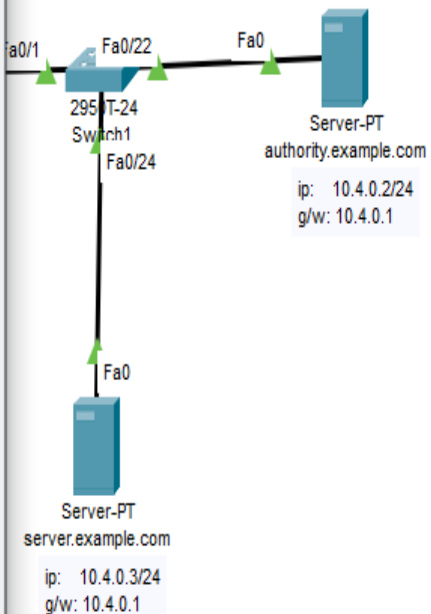 Fa0/1
Fa0/22
Fa0
2950T-24
Switch1
Fa0/24
Server-PT
authority.example.com
ip: 10.4.0.2/24
g/w: 10.4.0.1
Fa0
Server-PT
server.example.com
ip: 10.4.0.3/24
g/w: 10.4.0.1